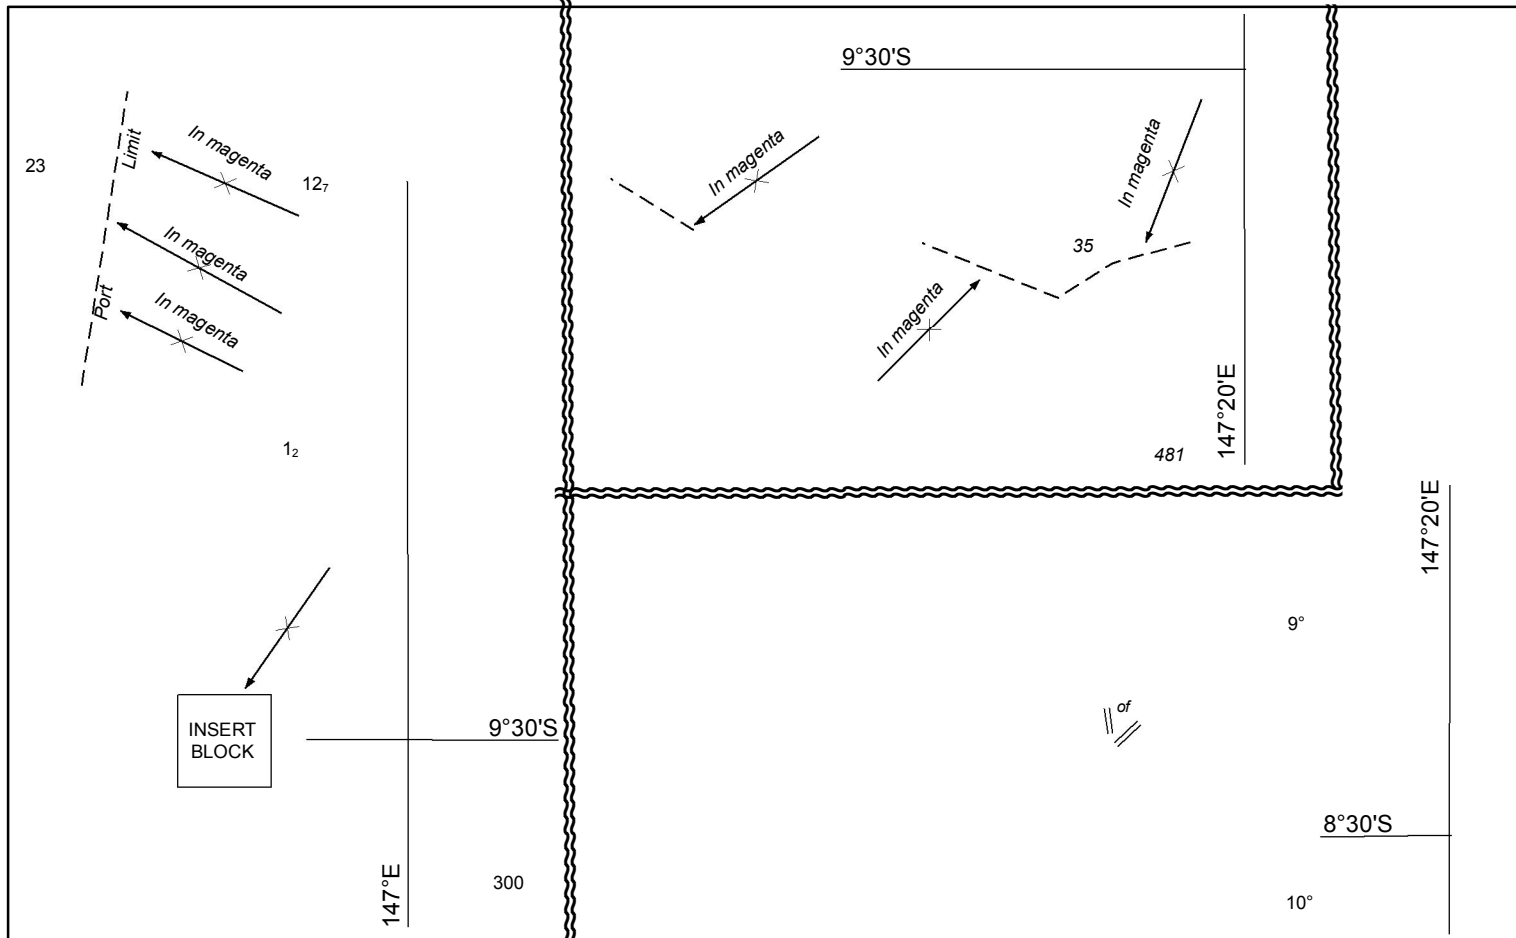 23
Limit
Port
In magenta
In magenta
In magenta
12₇
1₂
INSERT
BLOCK
9°30'S
147°E
300
9°30'S
In magenta
In magenta
In magenta
35
481
147°20'E
147°20'E
9°
of
8°30'S
10°